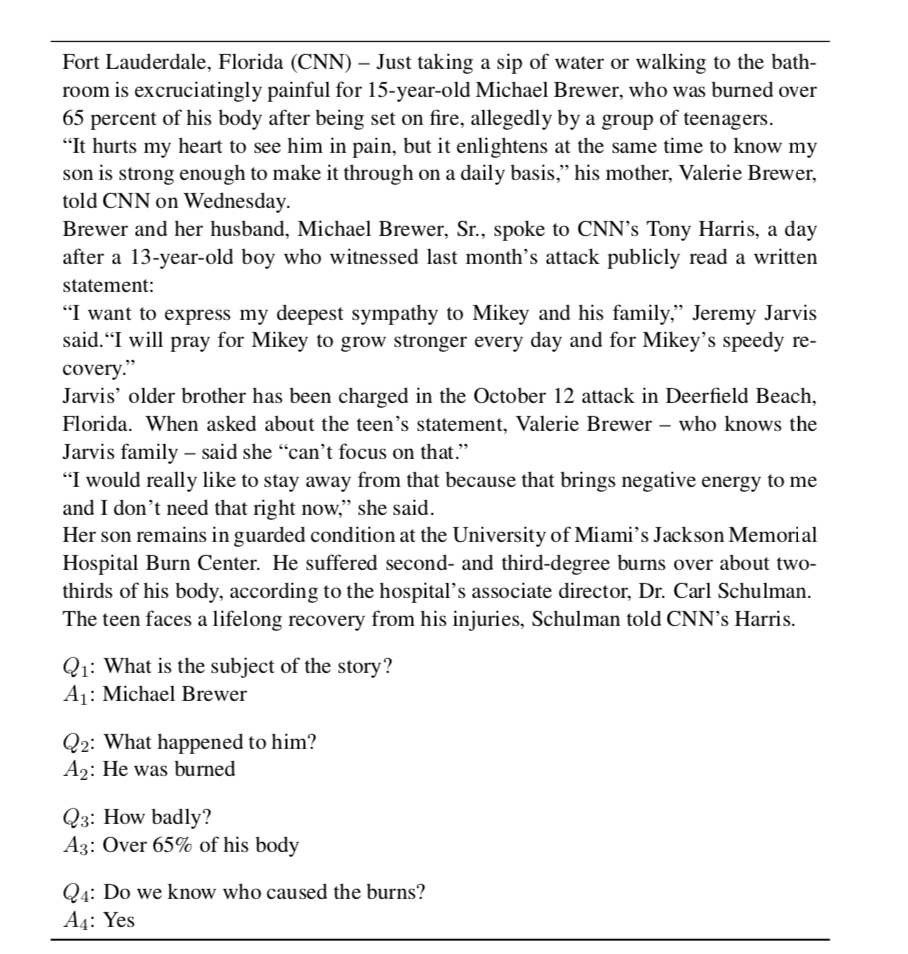 Fort Lauderdale, Florida (CNN) – Just taking a sip of water or walking to the bath-
room is excruciatingly painful for 15-year-old Michael Brewer, who was burned over
65 percent of his body after being set on fire, allegedly by a group of teenagers.
“It hurts my heart to see him in pain, but it enlightens at the same time to know my
son is strong enough to make it through on a daily basis,” his mother, Valerie Brewer,
told CNN on Wednesday.
Brewer and her husband, Michael Brewer, Sr., spoke to CNN’s Tony Harris, a day
after a 13-year-old boy who witnessed last month’s attack publicly read a written
statement:
“I want to express my deepest sympathy to Mikey and his family,” Jeremy Jarvis
said.“I will pray for Mikey to grow stronger every day and for Mikey’s speedy re-
covery.”
Jarvis’ older brother has been charged in the October 12 attack in Deerfield Beach,
Florida. When asked about the teen’s statement, Valerie Brewer – who knows the
Jarvis family – said she “can’t focus on that.”
“I would really like to stay away from that because that brings negative energy to me
and I don’t need that right now,” she said.
Her son remains in guarded condition at the University of Miami’s Jackson Memorial
Hospital Burn Center. He suffered second- and third-degree burns over about two-
thirds of his body, according to the hospital’s associate director, Dr. Carl Schulman.
The teen faces a lifelong recovery from his injuries, Schulman told CNN’s Harris.
Q1: What is the subject of the story?
A1: Michael Brewer
Q2: What happened to him?
A2: He was burned
Q3: How badly?
A3: Over 65% of his body
Q4: Do we know who caused the burns?
A4: Yes